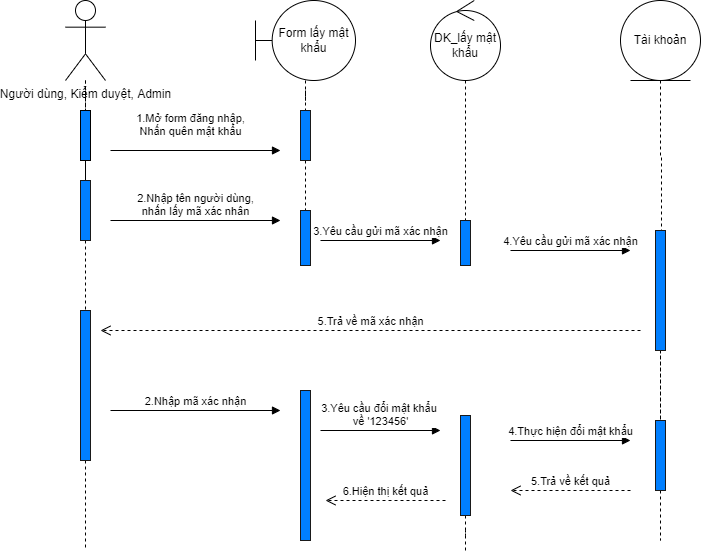 Form lấy mật
khẩu
DK_lấy mật
khẩu
Tài khoản
Người dùng, Kiểm duyệt, Admin
1.Mở form đăng nhập,
Nhấn quên mật khẩu
2.Nhập tên người dùng,
nhấn lấy mã xác nhân
3.Yêu cầu gửi mã xác nhận
4.Yêu cầu gửi mã xác nhận
5.Trả về mã xác nhận
2.Nhập mã xác nhận
3.Yêu cầu đổi mật khẩu
về '123456'
4.Thực hiện đổi mật khẩu
5.Trả về kết quả
6.Hiện thị kết quả